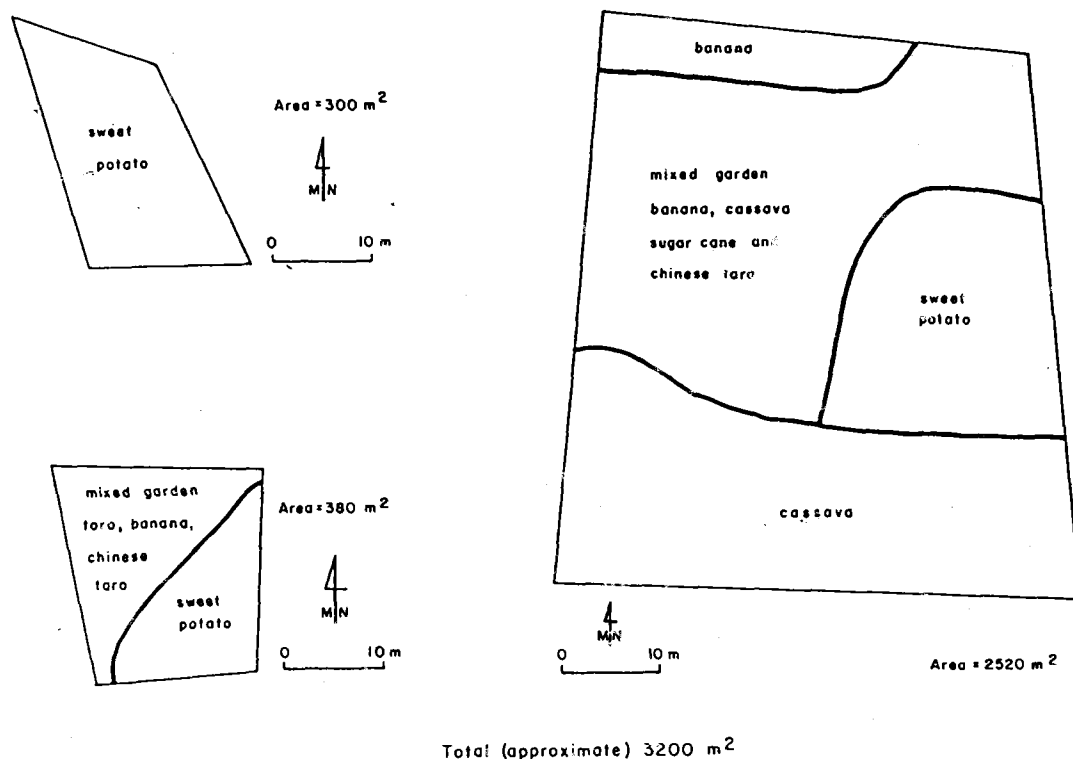 sweet
potato
Area = 300 m²
MN
0 10 m
mixed garden
taro, banana,
chinese
taro
sweet
potato
Area = 380 m²
MN
0 10 m
banana
mixed garden
banana, cassava
sugar cane and
chinese taro
sweet
potato
cassava
MN
0 10 m
Area = 2520 m²
Total (approximate) 3200 m²